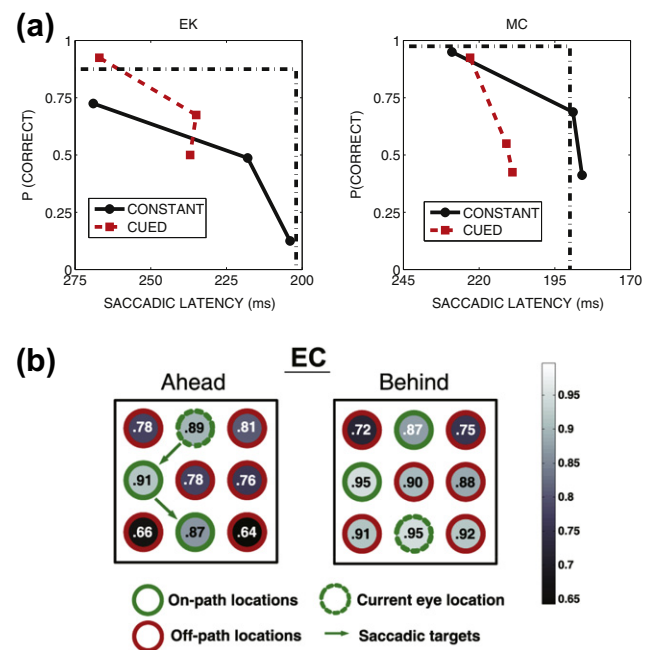 (a)
EK
MC
P (CORRECT)
1
0.75
0.5
0.25
0
CONSTANT
CUED
275 250 225 200
SACCADIC LATENCY (ms)
P(CORRECT)
1
0.75
0.5
0.25
0
CONSTANT
CUED
245 220 195 170
SACCADIC LATENCY (ms)
(b)
EC
Ahead
Behind
.78 .89 .81
.91 .78 .76
.66 .87 .64
.72 .87 .75
.95 .90 .88
.91 .95 .92
0.95
0.9
0.85
0.8
0.75
0.7
0.65
On-path locations
Current eye location
Off-path locations
Saccadic targets